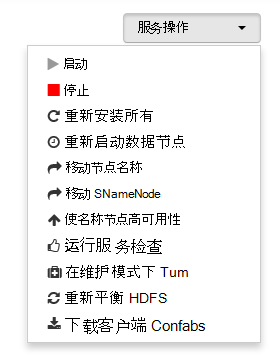 服务操作
启动
停止
重新安装所有
重新启动数据节点
移动节点名称
移动 SNameNode
使名称节点高可用性
运行服务检查
在维护模式下 Tum
重新平衡 HDFS
下载客户端 Confabs